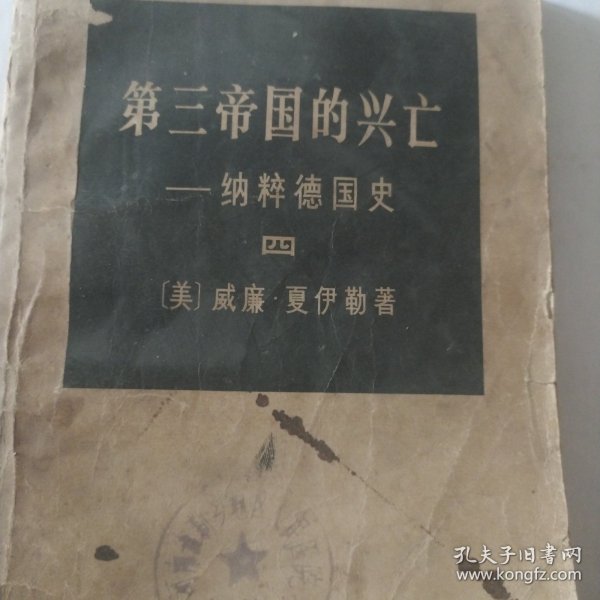 第三帝国的兴亡
——纳粹德国史
四
〔美〕威廉·夏伊勒著
孔夫子旧书网
www.kongfz.com